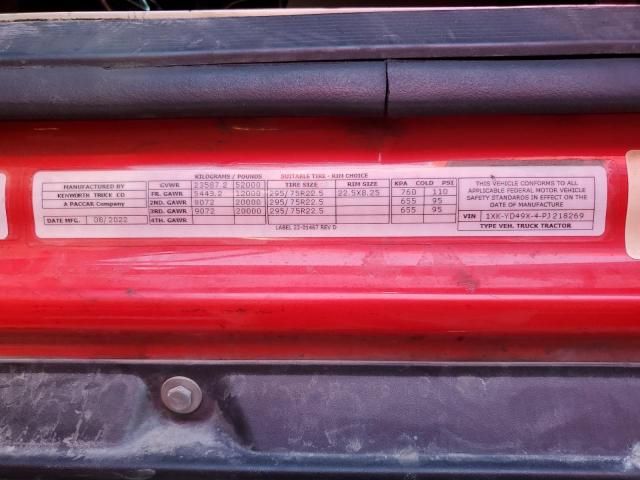 MANUFACTURED BY
KENWORTH TRUCK CO
A PACCAR Company
DATE MFG. 08/2022
KILOGRAMS / POUNDS SUITABLE TIRE - RIM CHOICE
GVWR 23587.2 52000 TIRE SIZE RIM SIZE KPA COLD PSI
FR. GAWR 5443.2 12000 295/75R22.5 22.5X8.25 760 110
2ND. GAWR 9072 20000 295/75R22.5 655 95
3RD. GAWR 9072 20000 295/75R22.5 655 95
4TH. GAWR
LABEL 22-01467 REV D
THIS VEHICLE CONFORMS TO ALL
APPLICABLE FEDERAL MOTOR VEHICLE
SAFETY STANDARDS IN EFFECT ON THE
DATE OF MANUFACTURE
VIN 1XK-YD49X-4-PJ218269
TYPE VEH. TRUCK TRACTOR